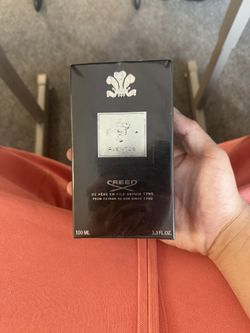 AVENTUS
CREED
DE PÈRE EN FILS DEPUIS 1760
FROM FATHER TO SON SINCE 1760
100 ML 3,3 FL.OZ.